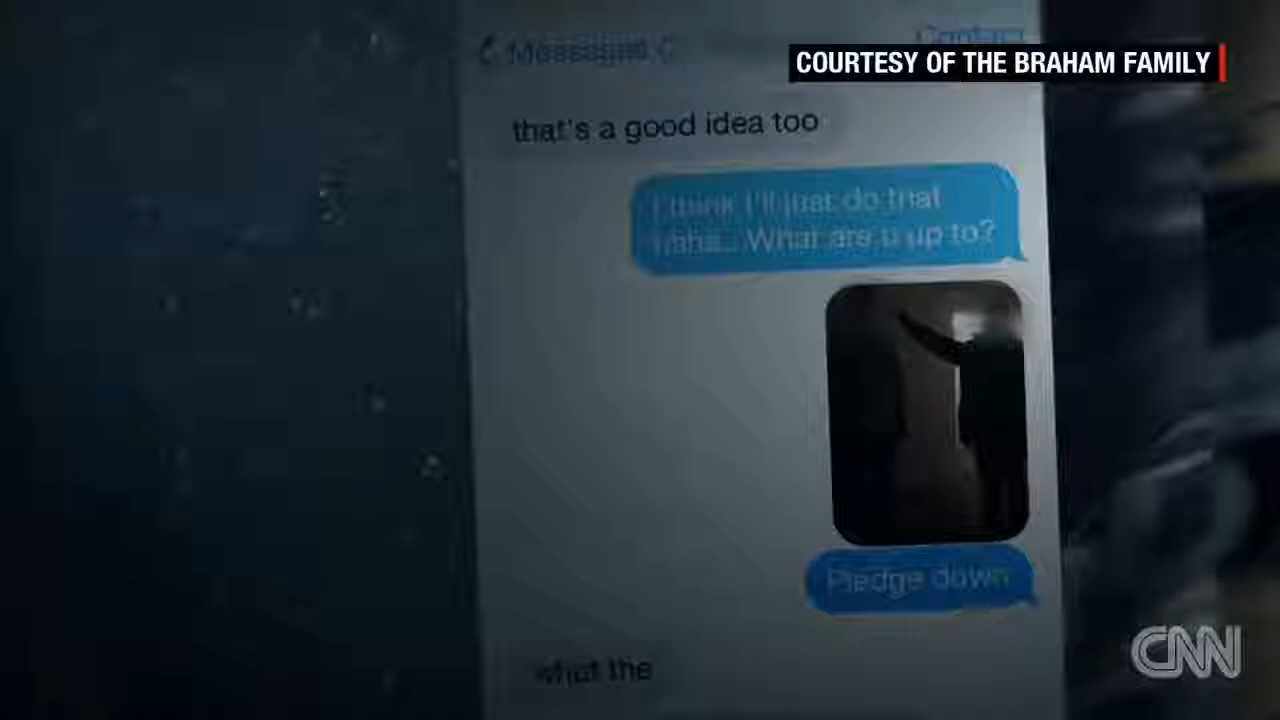 Messages
Contact
COURTESY OF THE BRAHAM FAMILY
that's a good idea too
I think I'll just do that
haha... What are u up to?
Pledge down
what the
CNN